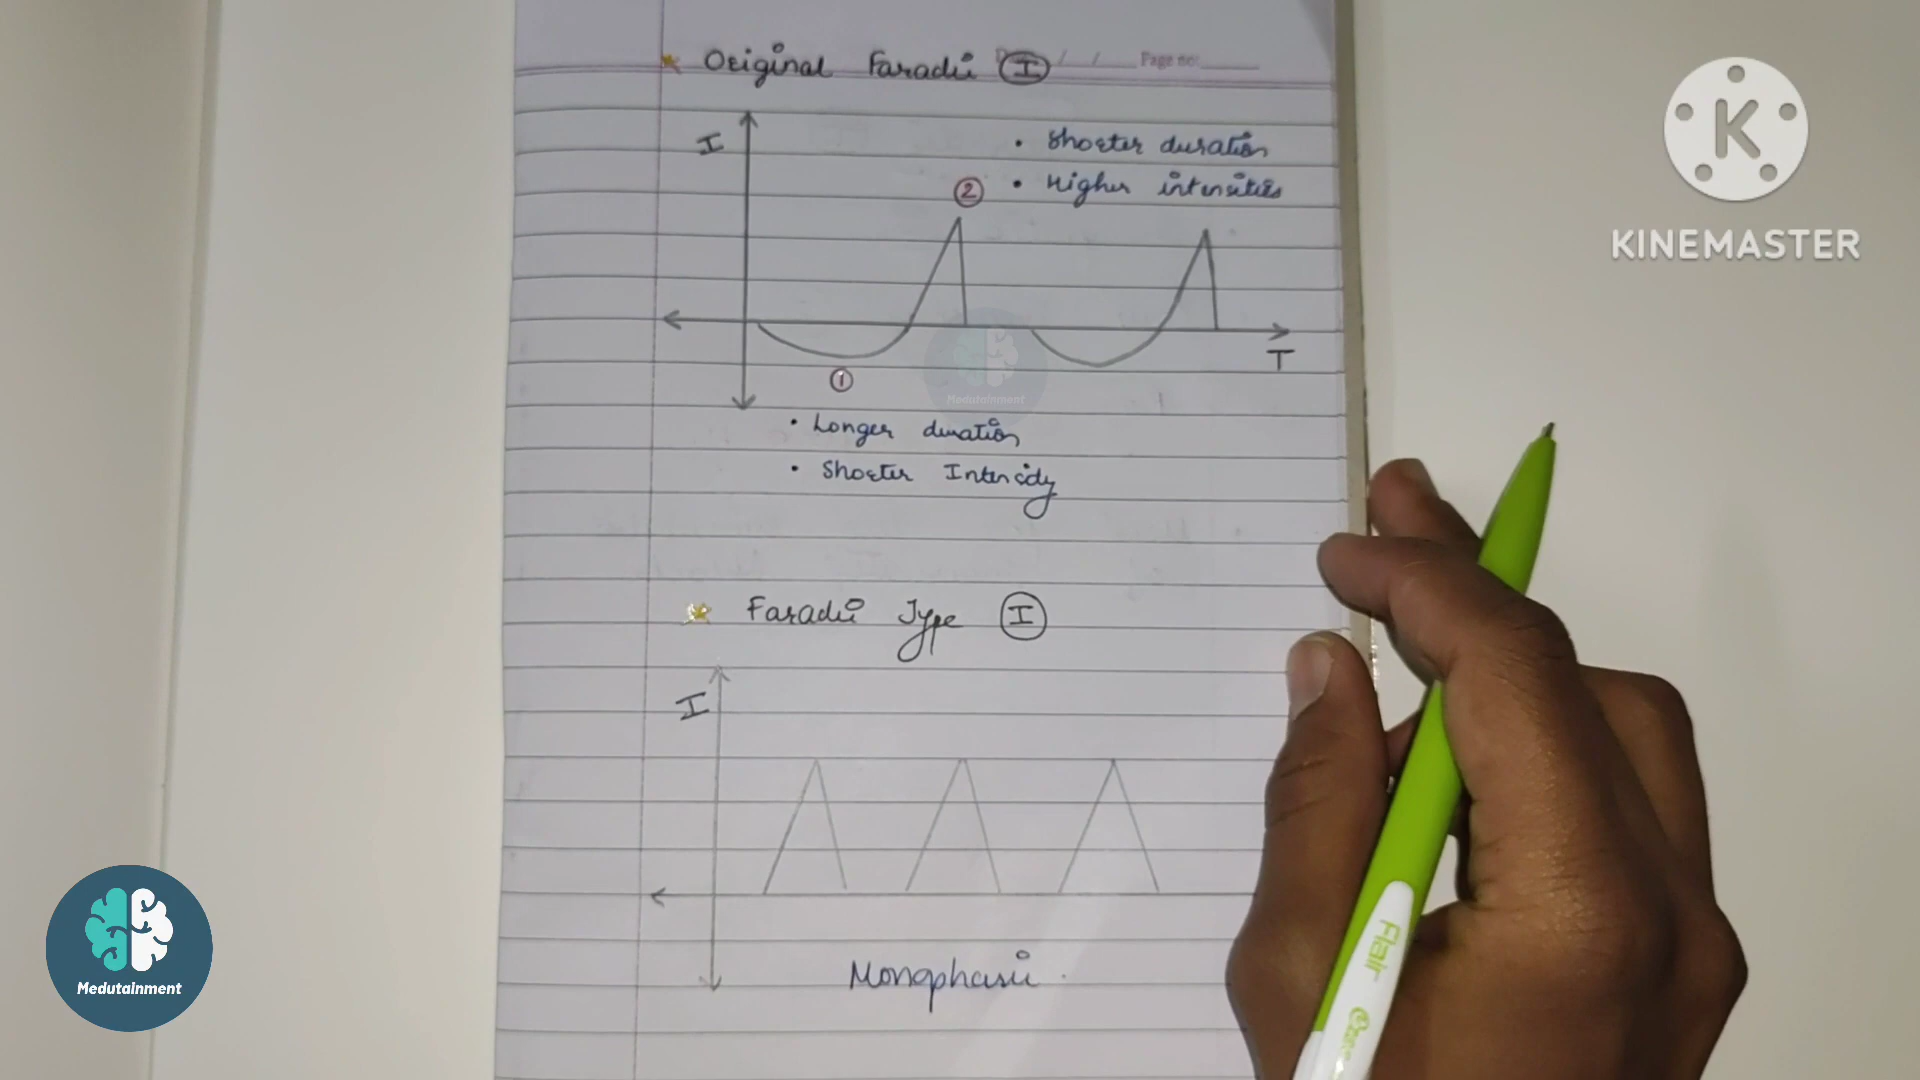 Original Faradic I
/ / Page no:
I
• Shorter duration
• Higher intensities
2
T
1
• Longer duration
• Shorter Intensity
Faradic Type I
I
Monophasic
Medutainment
Medutainment
K
KINEMASTER
Flair